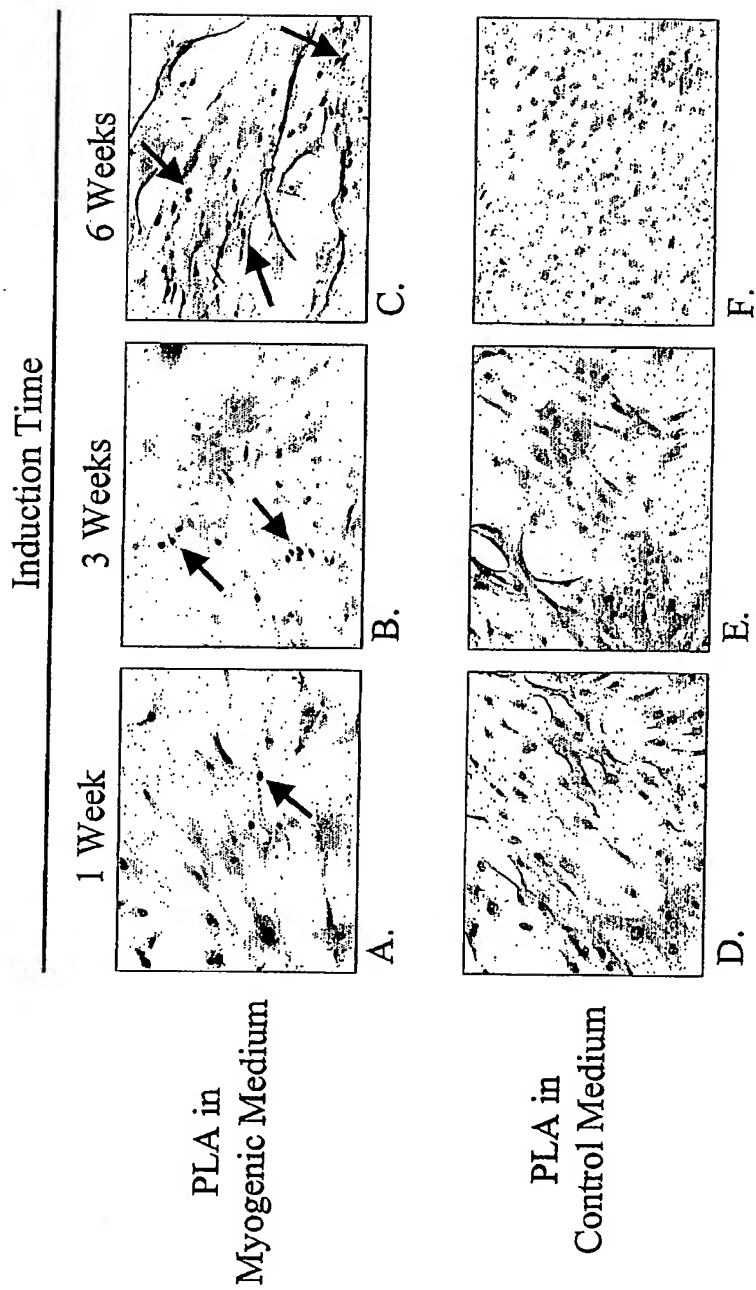 Induction Time
1 Week
3 Weeks
6 Weeks
PLA in
Myogenic Medium
A.
B.
C.
PLA in
Control Medium
D.
E.
F.